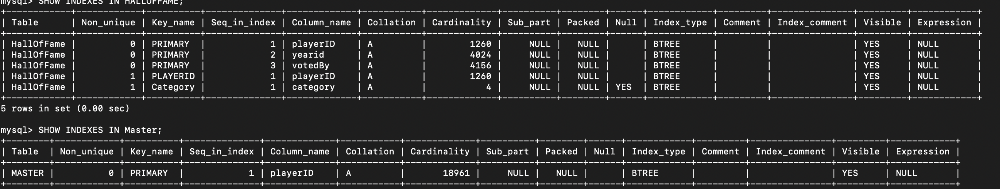 mysql> SHOW INDEXES IN HALLOFFAME;
+------------+------------+-----------+--------------+-------------+-----------+-------------+----------+--------+------+------------+---------+---------------+---------+------------+
| Table      | Non_unique | Key_name  | Seq_in_index | Column_name | Collation | Cardinality | Sub_part | Packed | Null | Index_type | Comment | Index_comment | Visible | Expression |
+------------+------------+-----------+--------------+-------------+-----------+-------------+----------+--------+------+------------+---------+---------------+---------+------------+
| HallOfFame |          0 | PRIMARY   |            1 | playerID    | A         |        1260 |     NULL |   NULL |      | BTREE      |         |               | YES     | NULL       |
| HallOfFame |          0 | PRIMARY   |            2 | yearid      | A         |        4024 |     NULL |   NULL |      | BTREE      |         |               | YES     | NULL       |
| HallOfFame |          0 | PRIMARY   |            3 | votedBy     | A         |        4156 |     NULL |   NULL |      | BTREE      |         |               | YES     | NULL       |
| HallOfFame |          1 | PLAYERID  |            1 | playerID    | A         |        1260 |     NULL |   NULL |      | BTREE      |         |               | YES     | NULL       |
| HallOfFame |          1 | Category  |            1 | category    | A         |           4 |     NULL |   NULL | YES  | BTREE      |         |               | YES     | NULL       |
+------------+------------+-----------+--------------+-------------+-----------+-------------+----------+--------+------+------------+---------+---------------+---------+------------+
5 rows in set (0.00 sec)
mysql> SHOW INDEXES IN Master;
+--------+------------+----------+--------------+-------------+-----------+-------------+----------+--------+------+------------+---------+---------------+---------+------------+
| Table  | Non_unique | Key_name | Seq_in_index | Column_name | Collation | Cardinality | Sub_part | Packed | Null | Index_type | Comment | Index_comment | Visible | Expression |
+--------+------------+----------+--------------+-------------+-----------+-------------+----------+--------+------+------------+---------+---------------+---------+------------+
| MASTER |          0 | PRIMARY  |            1 | playerID    | A         |       18961 |     NULL |   NULL |      | BTREE      |         |               | YES     | NULL       |
+--------+------------+----------+--------------+-------------+-----------+-------------+----------+--------+------+------------+---------+---------------+---------+------------+